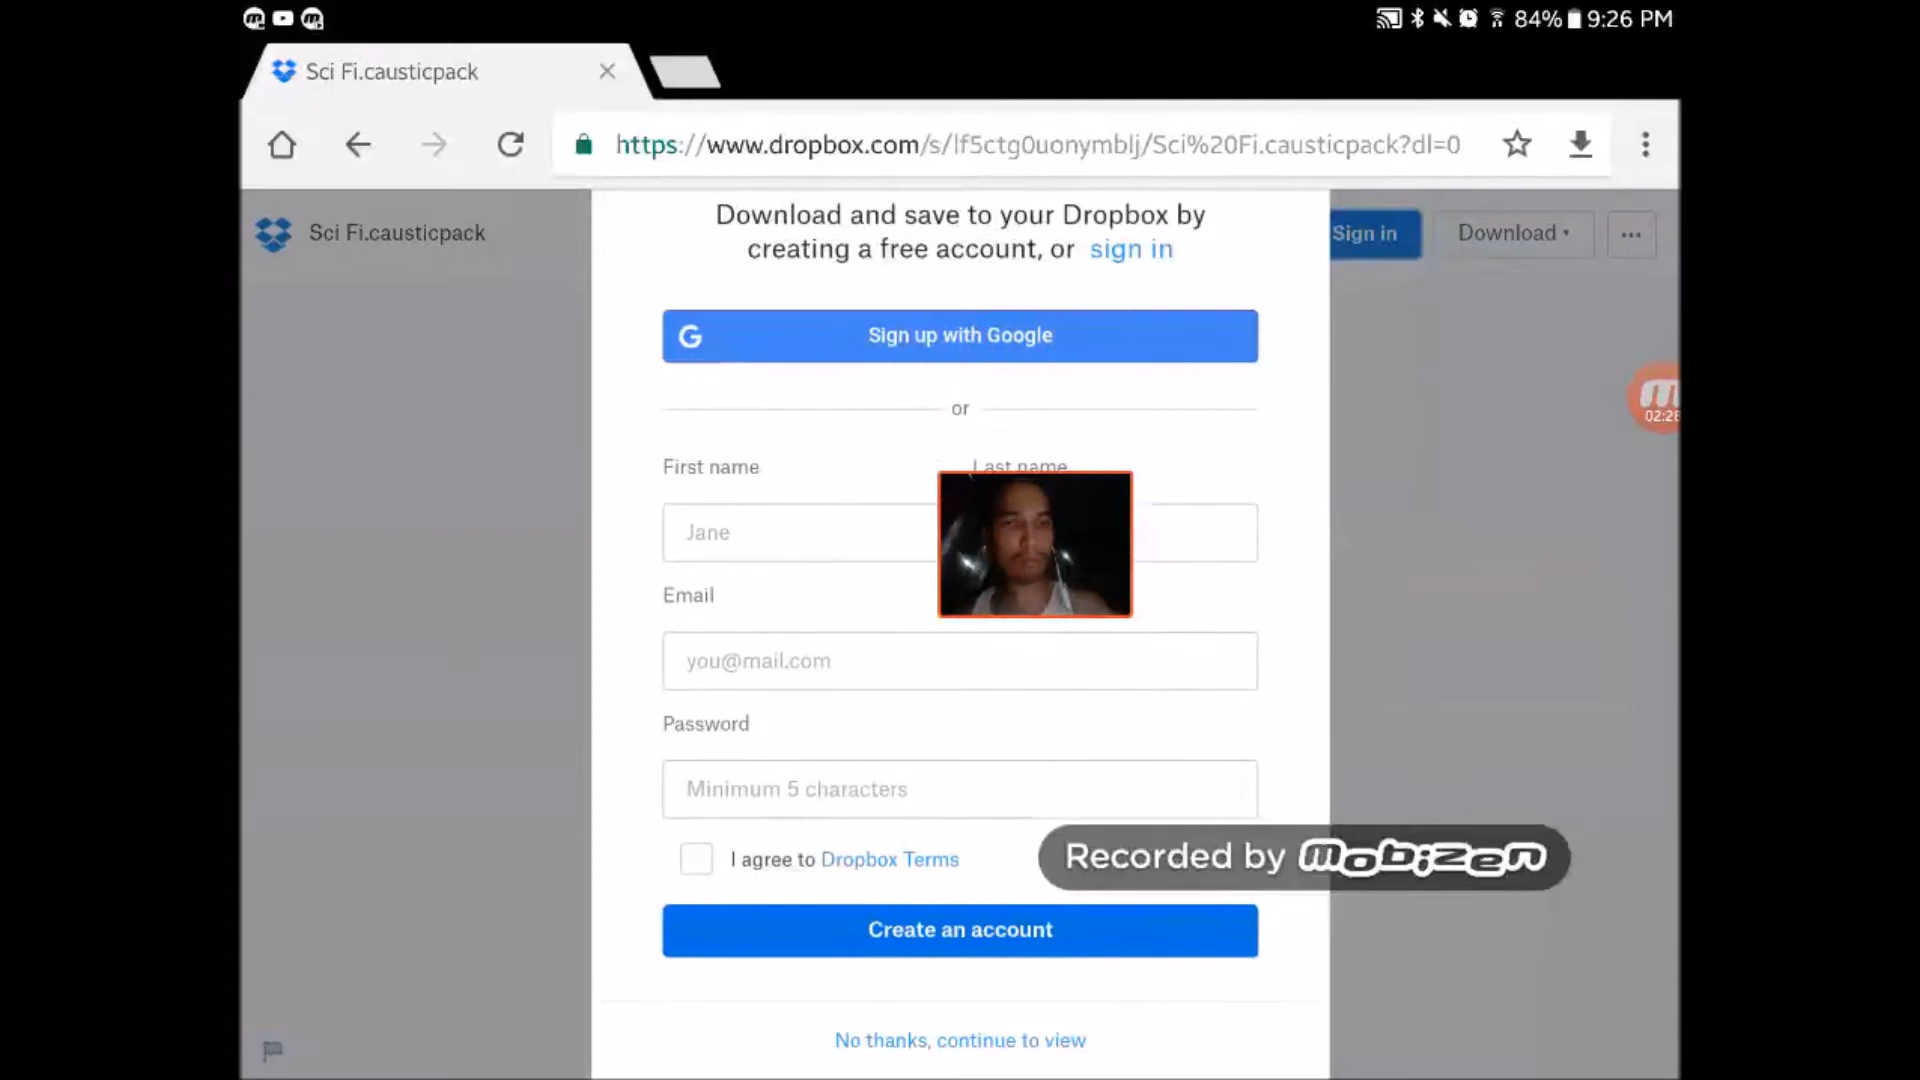 84% 9:26 PM
Sci Fi.causticpack
https://www.dropbox.com/s/lf5ctg0uonymblj/Sci%20Fi.causticpack?dl=0
Sci Fi.causticpack
Sign in
Download
Download and save to your Dropbox by
creating a free account, or sign in
G Sign up with Google
or
02:26
First name Last name
Jane
Email
you@mail.com
Password
Minimum 5 characters
I agree to Dropbox Terms
Recorded by mobizen
Create an account
No thanks, continue to view